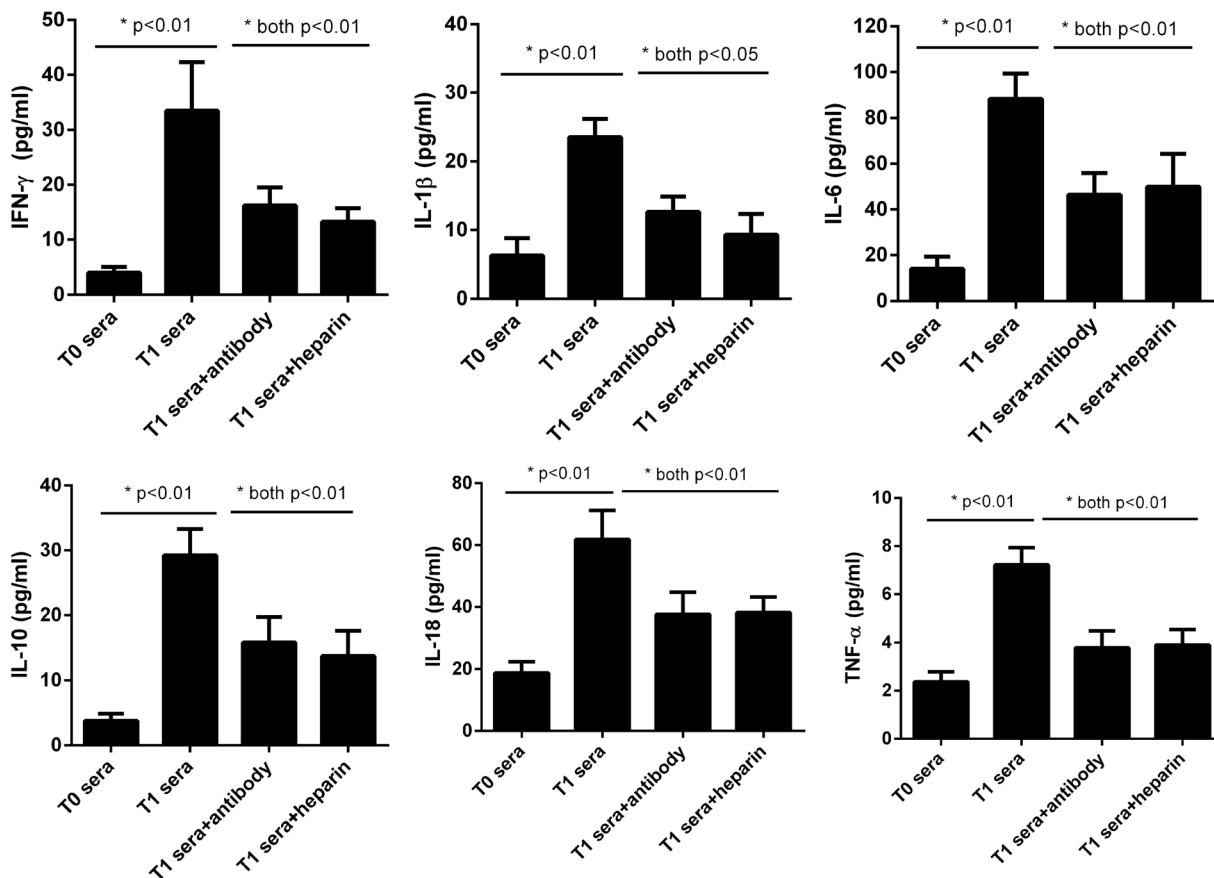 * p<0.01
* both p<0.01
IFN-γ (pg/ml)
50
40
30
20
10
0
T0 sera
T1 sera
T1 sera+antibody
T1 sera+heparin
* p<0.01
* both p<0.05
IL-1β (pg/ml)
40
30
20
10
0
T0 sera
T1 sera
T1 sera+antibody
T1 sera+heparin
* p<0.01
* both p<0.01
IL-6 (pg/ml)
120
100
80
60
40
20
0
T0 sera
T1 sera
T1 sera+antibody
T1 sera+heparin
* p<0.01
* both p<0.01
IL-10 (pg/ml)
40
30
20
10
0
T0 sera
T1 sera
T1 sera+antibody
T1 sera+heparin
* p<0.01
* both p<0.01
IL-18 (pg/ml)
80
60
40
20
0
T0 sera
T1 sera
T1 sera+antibody
T1 sera+heparin
* p<0.01
* both p<0.01
TNF-α (pg/ml)
10
8
6
4
2
0
T0 sera
T1 sera
T1 sera+antibody
T1 sera+heparin